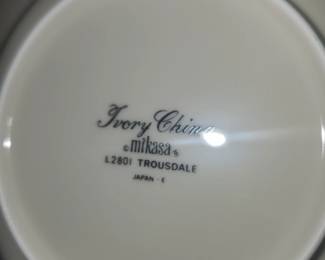 Ivory China
© mikasa ®
L2801 TROUSDALE
JAPAN - E